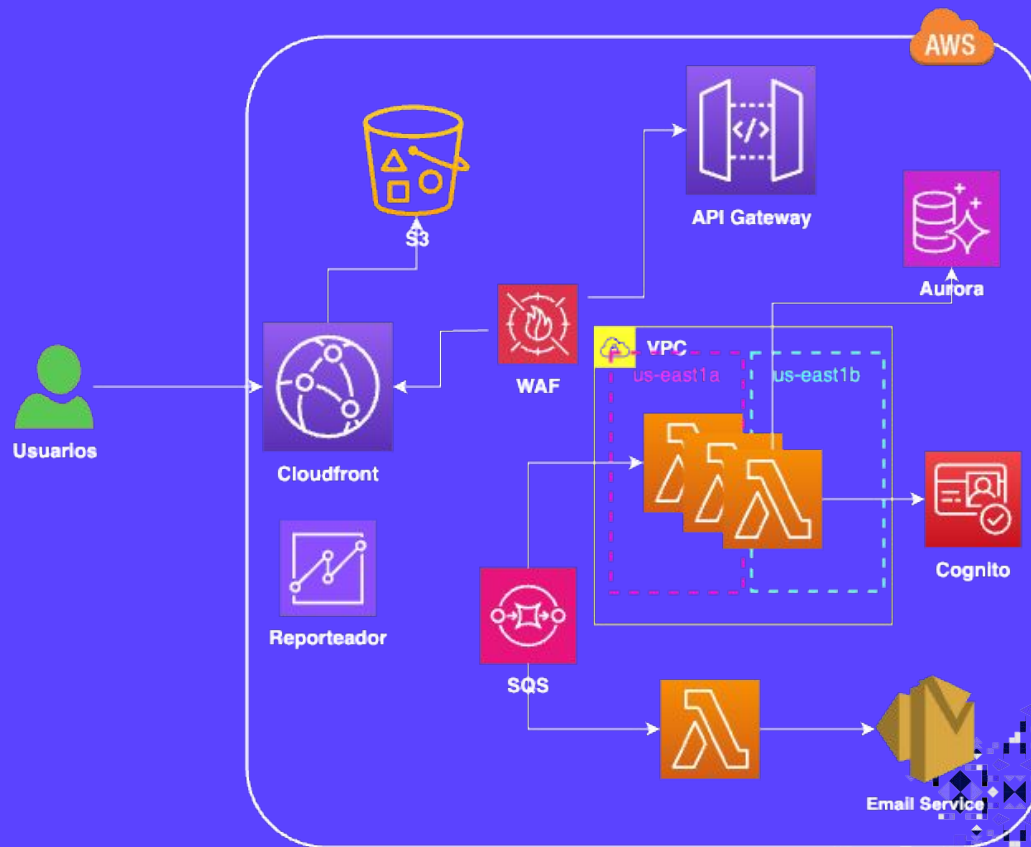 AWS
API Gateway
S3
Aurora
WAF
VPC
us-east1a
us-east1b
Usuarios
Cloudfront
Cognito
Reporteador
SQS
Email Service